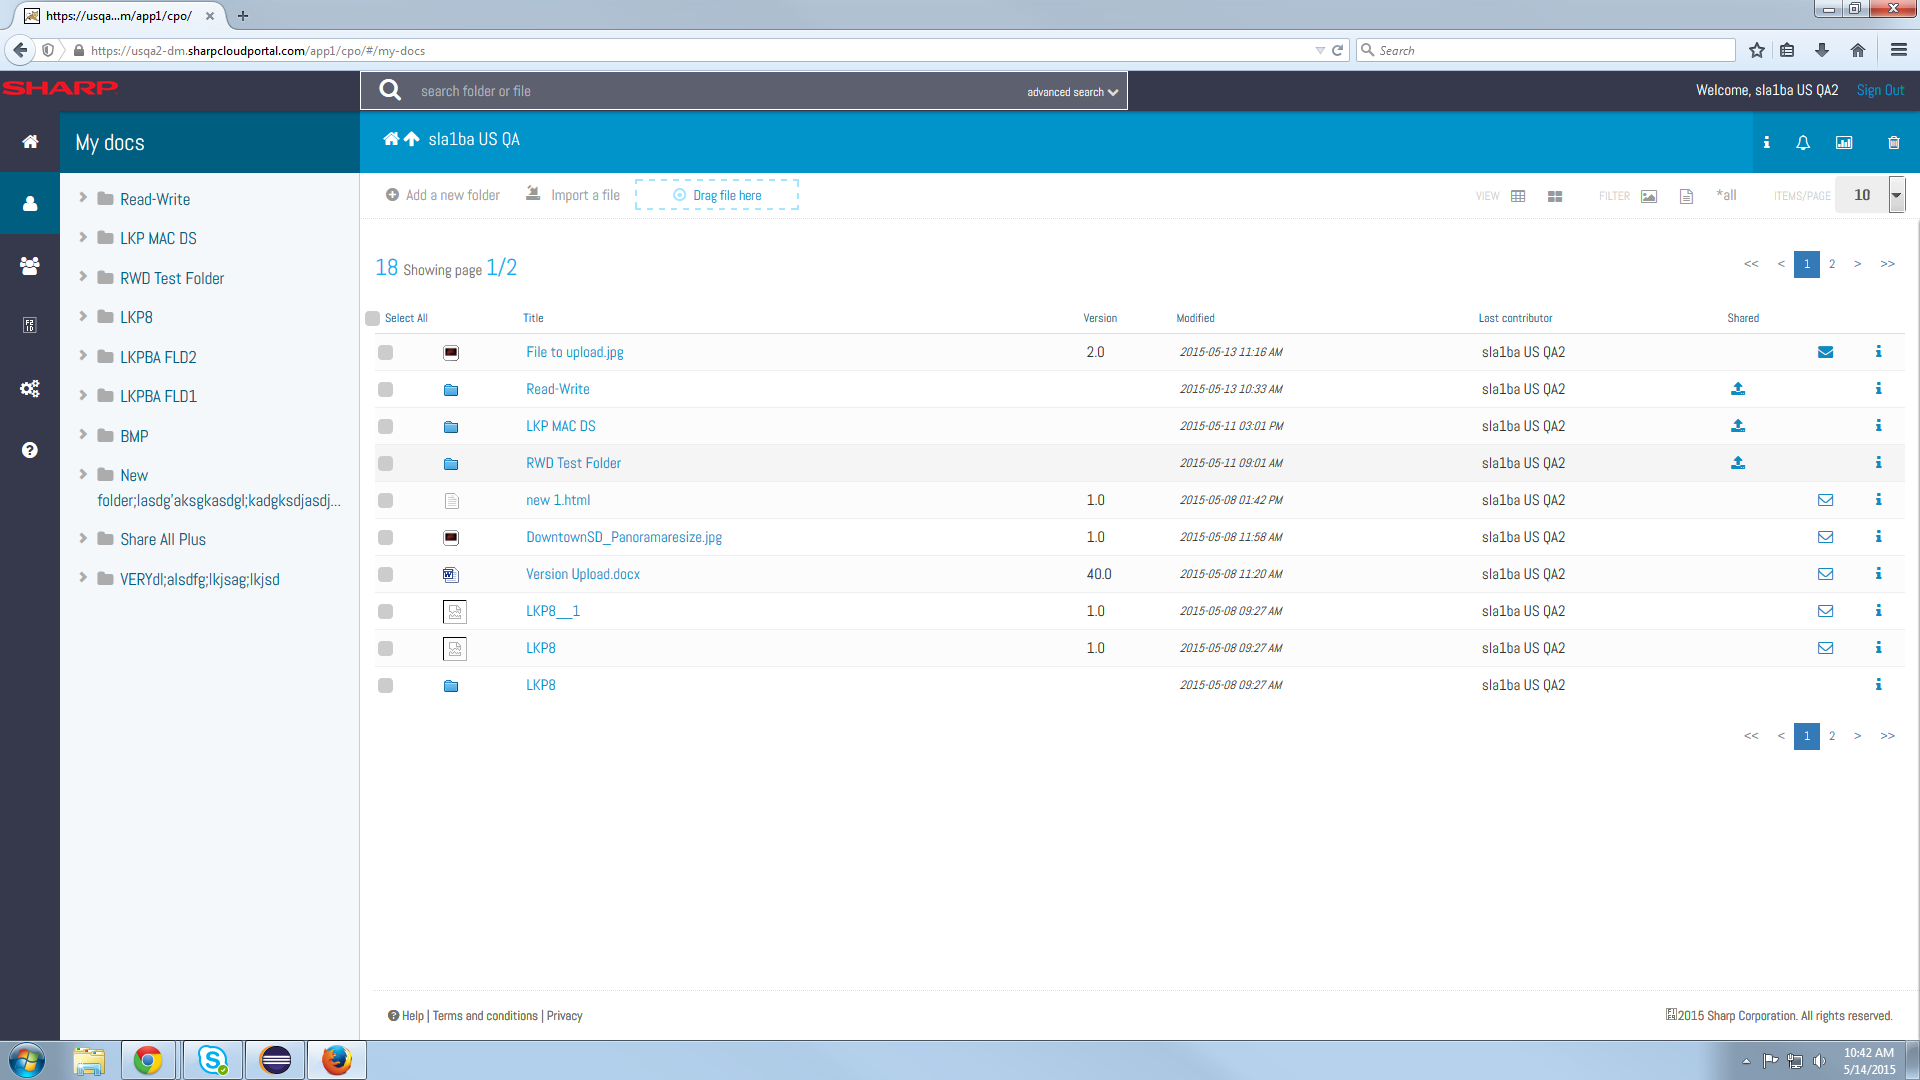 https://usqa...m/app1/cpo/
https://usqa2-dm.sharpcloudportal.com/app1/cpo/#/my-docs
Search
SHARP
search folder or file
advanced search
Welcome, sla1ba US QA2
Sign Out
My docs
sla1ba US QA
Read-Write
LKP MAC DS
RWD Test Folder
LKP8
LKPBA FLD2
LKPBA FLD1
BMP
New
folder;lasdg'aksgkasdgl;kadgksdjasdj...
Share All Plus
VERYdl;alsdfg;lkjsag;lkjsd
Add a new folder
Import a file
Drag file here
VIEW
FILTER
*all
ITEMS/PAGE
10
18 Showing page 1/2
<< < 1 2 > >>
Select All Title Version Modified Last contributor Shared
File to upload.jpg 2.0 2015-05-13 11:16 AM sla1ba US QA2
Read-Write 2015-05-13 10:33 AM sla1ba US QA2
LKP MAC DS 2015-05-11 03:01 PM sla1ba US QA2
RWD Test Folder 2015-05-11 09:01 AM sla1ba US QA2
new 1.html 1.0 2015-05-08 01:42 PM sla1ba US QA2
DowntownSD_Panoramaresize.jpg 1.0 2015-05-08 11:58 AM sla1ba US QA2
Version Upload.docx 40.0 2015-05-08 11:20 AM sla1ba US QA2
LKP8__1 1.0 2015-05-08 09:27 AM sla1ba US QA2
LKP8 1.0 2015-05-08 09:27 AM sla1ba US QA2
LKP8 2015-05-08 09:27 AM sla1ba US QA2
<< < 1 2 > >>
Help | Terms and conditions | Privacy
2015 Sharp Corporation. All rights reserved.
10:42 AM
5/14/2015